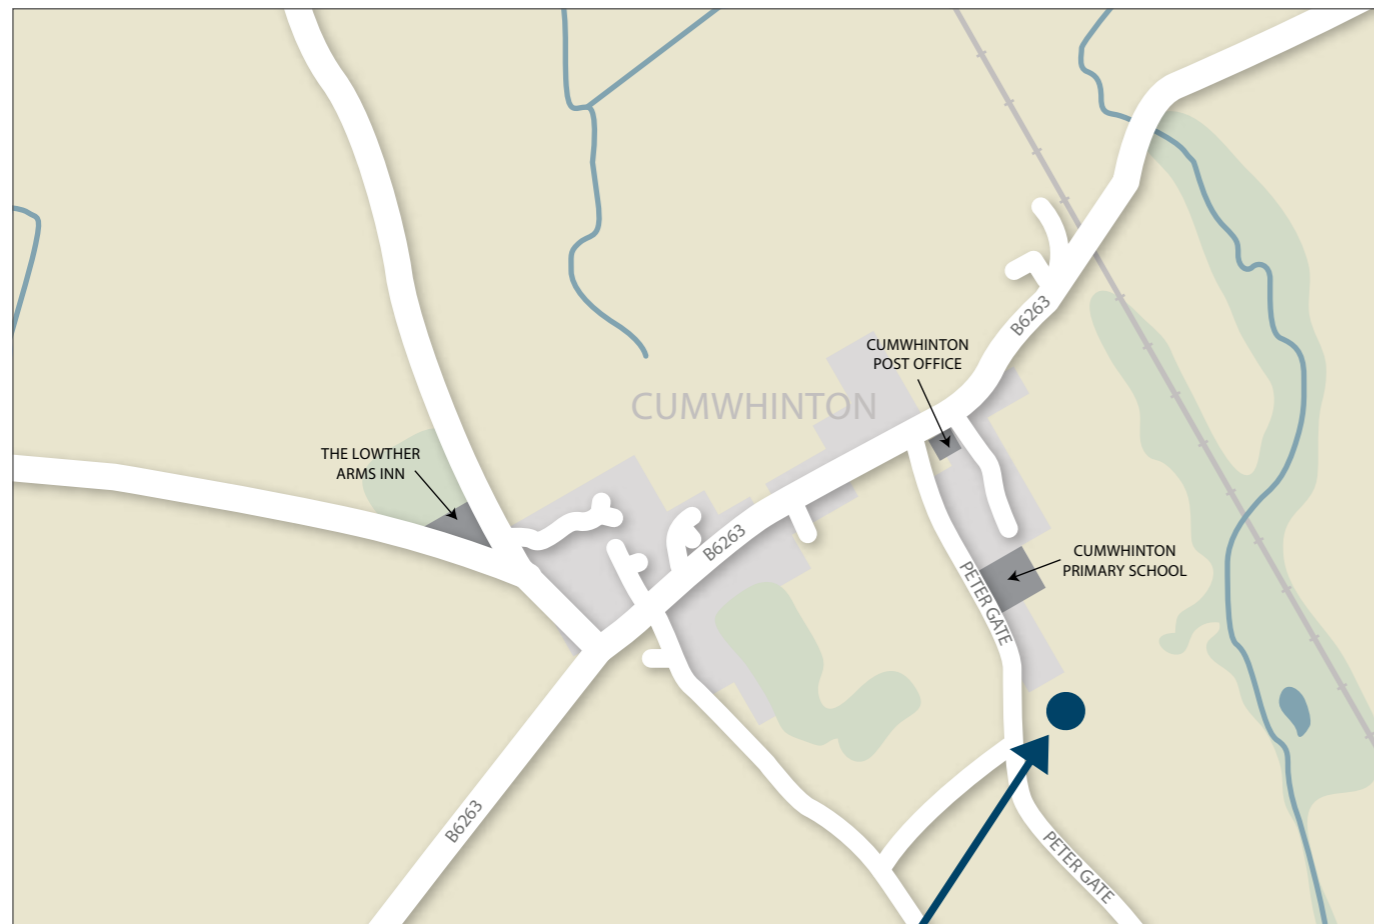 B6263
CUMWHINTON
POST OFFICE
CUMWHINTON
THE LOWTHER
ARMS INN
B6263
CUMWHINTON
PRIMARY SCHOOL
PETER GATE
B6263
PETER GATE